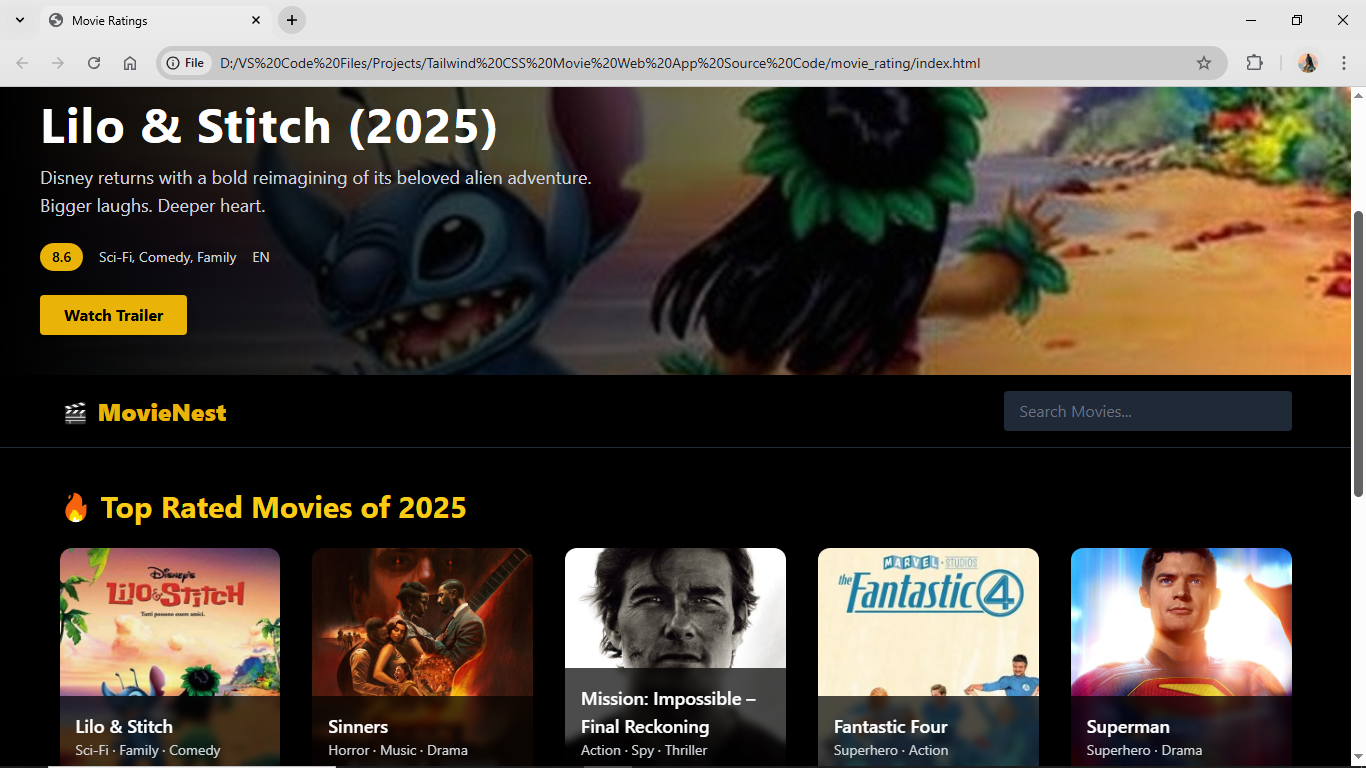 Movie Ratings
File
D:/VS%20Code%20Files/Projects/Tailwind%20CSS%20Movie%20Web%20App%20Source%20Code/movie_rating/index.html
Lilo & Stitch (2025)
Disney returns with a bold reimagining of its beloved alien adventure.
Bigger laughs. Deeper heart.
8.6 Sci-Fi, Comedy, Family EN
Watch Trailer
MovieNest
Search Movies...
Top Rated Movies of 2025
Disney's
Lilo & Stitch
Tutti possono avere amici.
Lilo & Stitch
Sci-Fi · Family · Comedy
Sinners
Horror · Music · Drama
Mission: Impossible –
Final Reckoning
Action · Spy · Thriller
MARVEL STUDIOS
the
Fantastic 4
Fantastic Four
Superhero · Action
Superman
Superhero · Drama